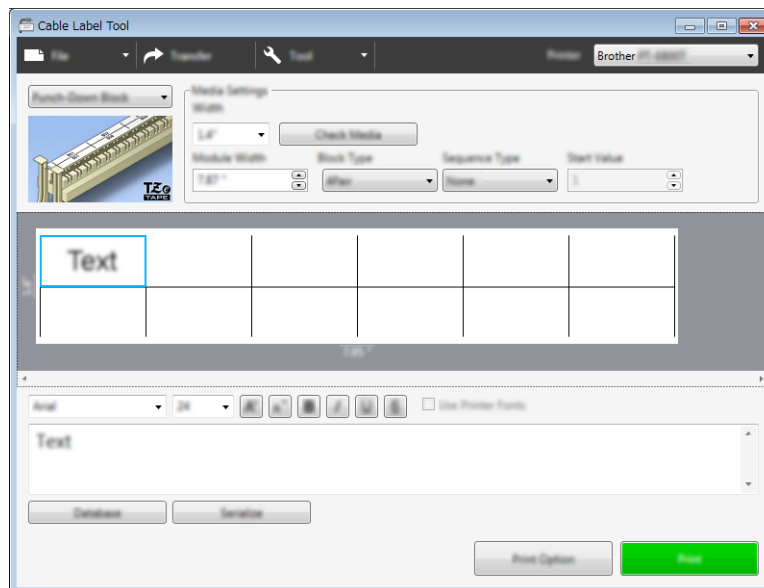 Cable Label Tool
File
Transfer
Tool
Printer
Brother
Punch-Down Block
Media Settings
Width
1.4"
Check Media
Module Width
Block Type
Sequence Type
Start Value
7.87 "
4Pair
None
1
TZe
TAPE
Text
7.85 "
Arial
24
Use Printer Fonts
Text
Database
Serialize
Print Option
Print